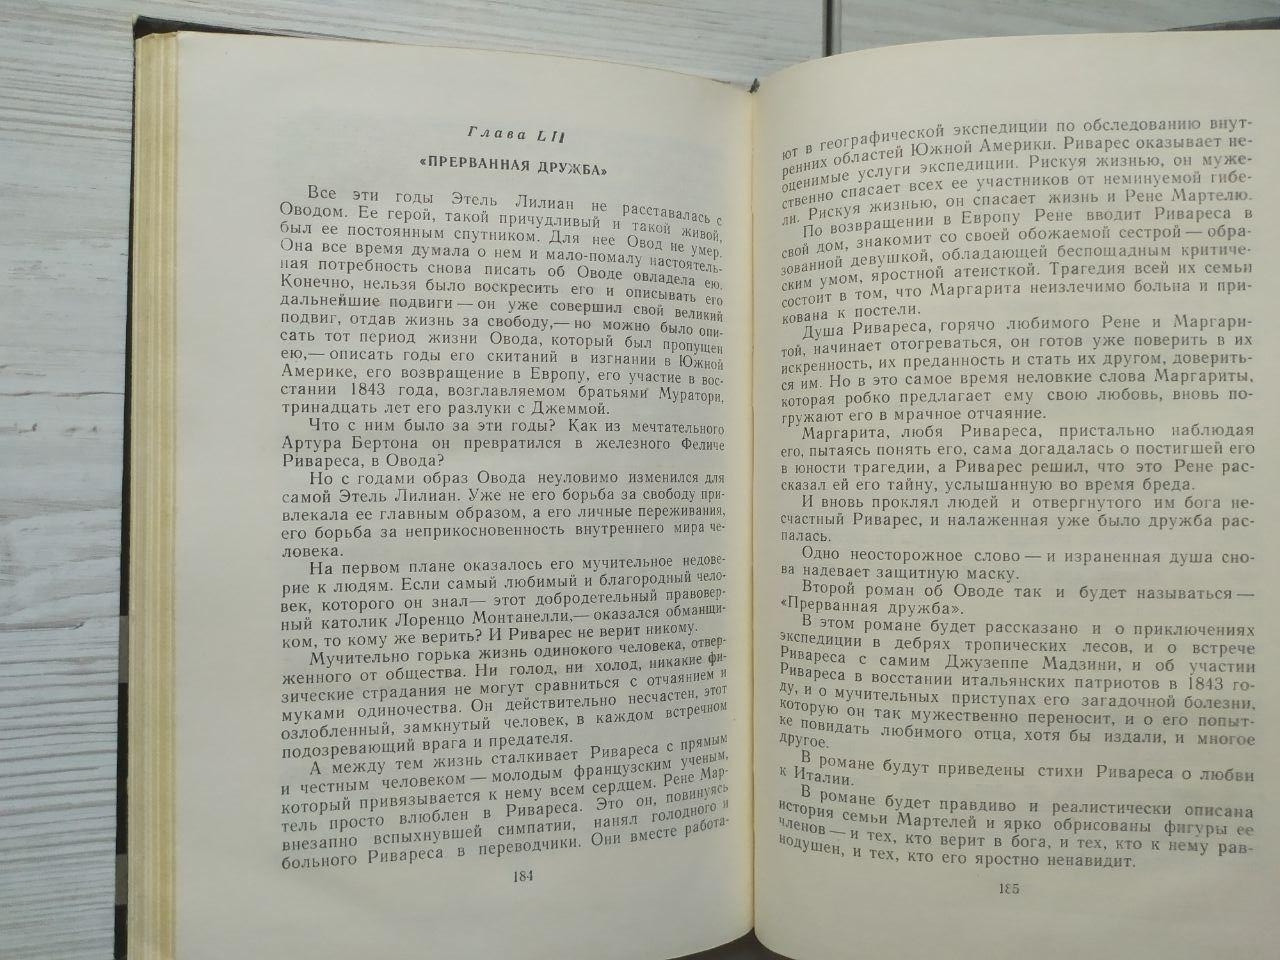 Глава LII
«ПРЕРВАННАЯ ДРУЖБА»
Все эти годы Этель Лилиан не расставалась с
Оводом. Ее герой, такой причудливый и такой живой,
был ее постоянным спутником. Для нее Овод не умер.
Она все время думала о нем и мало-помалу настоятель-
ная потребность снова писать об Оводе овладела ею.
Конечно, нельзя было воскресить его и описывать его
дальнейшие подвиги — он уже совершил свой великий
подвиг, отдав жизнь за свободу,— но можно было опи-
сать тот период жизни Овода, который был пропущен
ею,— описать годы его скитаний в изгнании в Южной
Америке, его возвращение в Европу, его участие в вос-
стании 1843 года, возглавляемом братьями Муратори,
тринадцать лет его разлуки с Джеммой.
Что с ним было за эти годы? Как из мечтательного
Артура Бертона он превратился в железного Феличе
Ривареса, в Овода?
Но с годами образ Овода неуловимо изменился для
самой Этель Лилиан. Уже не его борьба за свободу при-
влекала ее главным образом, а его личные переживания,
его борьба за неприкосновенность внутреннего мира че-
ловека.
На первом плане оказалось его мучительное недове-
рие к людям. Если самый любимый и благородный чело-
век, которого он знал— этот добродетельный правовер-
ный католик Лоренцо Монтанелли,— оказался обманщи-
ком, то кому же верить? И Риварес не верит никому.
Мучительно горька жизнь одинокого человека, отвер-
женного от общества. Ни голод, ни холод, никакие фи-
зические страдания не могут сравниться с отчаянием и
муками одиночества. Он действительно несчастен, этот
озлобленный, замкнутый человек, в каждом встречном
подозревающий врага и предателя.
А между тем жизнь сталкивает Ривареса с прямым
и честным человеком — молодым французским ученым,
который привязывается к нему всем сердцем. Рене Мар-
тель просто влюблен в Ривареса. Это он, повинуясь
внезапно вспыхнувшей симпатии, нанял голодного и
больного Ривареса в переводчики. Они вместе работа-
184
ют в географической экспедиции по обследованию внут-
ренних областей Южной Америки. Риварес оказывает не-
оценимые услуги экспедиции. Рискуя жизнью, он муже-
ственно спасает всех ее участников от неминуемой гибе-
ли. Рискуя жизнью, он спасает жизнь и Рене Мартелю.
По возвращении в Европу Рене вводит Ривареса в
свой дом, знакомит со своей обожаемой сестрой — обра-
зованной девушкой, обладающей беспощадным критиче-
ским умом, яростной атеисткой. Трагедия всей их семьи
состоит в том, что Маргарита неизлечимо больна и при-
кована к постели.
Душа Ривареса, горячо любимого Рене и Маргари-
той, начинает отогреваться, он готов уже поверить в их
искренность, их преданность и стать их другом, доверить-
ся им. Но в это самое время неловкие слова Маргариты,
которая робко предлагает ему свою любовь, вновь по-
гружают его в мрачное отчаяние.
Маргарита, любя Ривареса, пристально наблюдая
его, пытаясь понять его, сама догадалась о постигшей его
в юности трагедии, а Риварес решил, что это Рене рас-
сказал ей его тайну, услышанную во время бреда.
И вновь проклял людей и отвергнутого им бога не-
счастный Риварес, и налаженная уже было дружба рас-
палась.
Одно неосторожное слово — и израненная душа сно-
ва надевает защитную маску.
Второй роман об Оводе так и будет называться —
«Прерванная дружба».
В этом романе будет рассказано и о приключениях
экспедиции в дебрях тропических лесов, и о встрече
Ривареса с самим Джузеппе Мадзини, и об участии
Ривареса в восстании итальянских патриотов в 1843 го-
ду, и о мучительных приступах его загадочной болезни,
которую он так мужественно переносит, и о его попыт-
ке повидать любимого отца, хотя бы издали, и многое
другое.
В романе будут приведены стихи Ривареса о любви
к Италии.
В романе будет правдиво и реалистически описана
история семьи Мартелей и ярко обрисованы фигуры ее
членов — и тех, кто верит в бога, и тех, кто к нему рав-
нодушен, и тех, кто его яростно ненавидит.
185